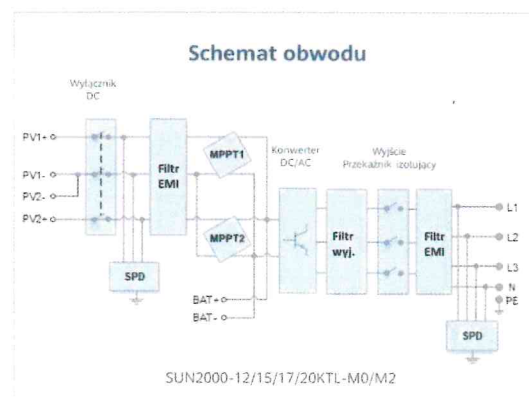 Schemat obwodu
Wyłącznik
DC
PV1+
PV1-
PV2-
PV2+
Filtr
EMI
SPD
MPPT1
MPPT2
BAT+
BAT-
Konwerter
DC/AC
Filtr
wyj.
Wyjście
Przekaźnik izolujący
Filtr
EMI
L1
L2
L3
N
PE
SPD
SUN2000-12/15/17/20KTL-M0/M2